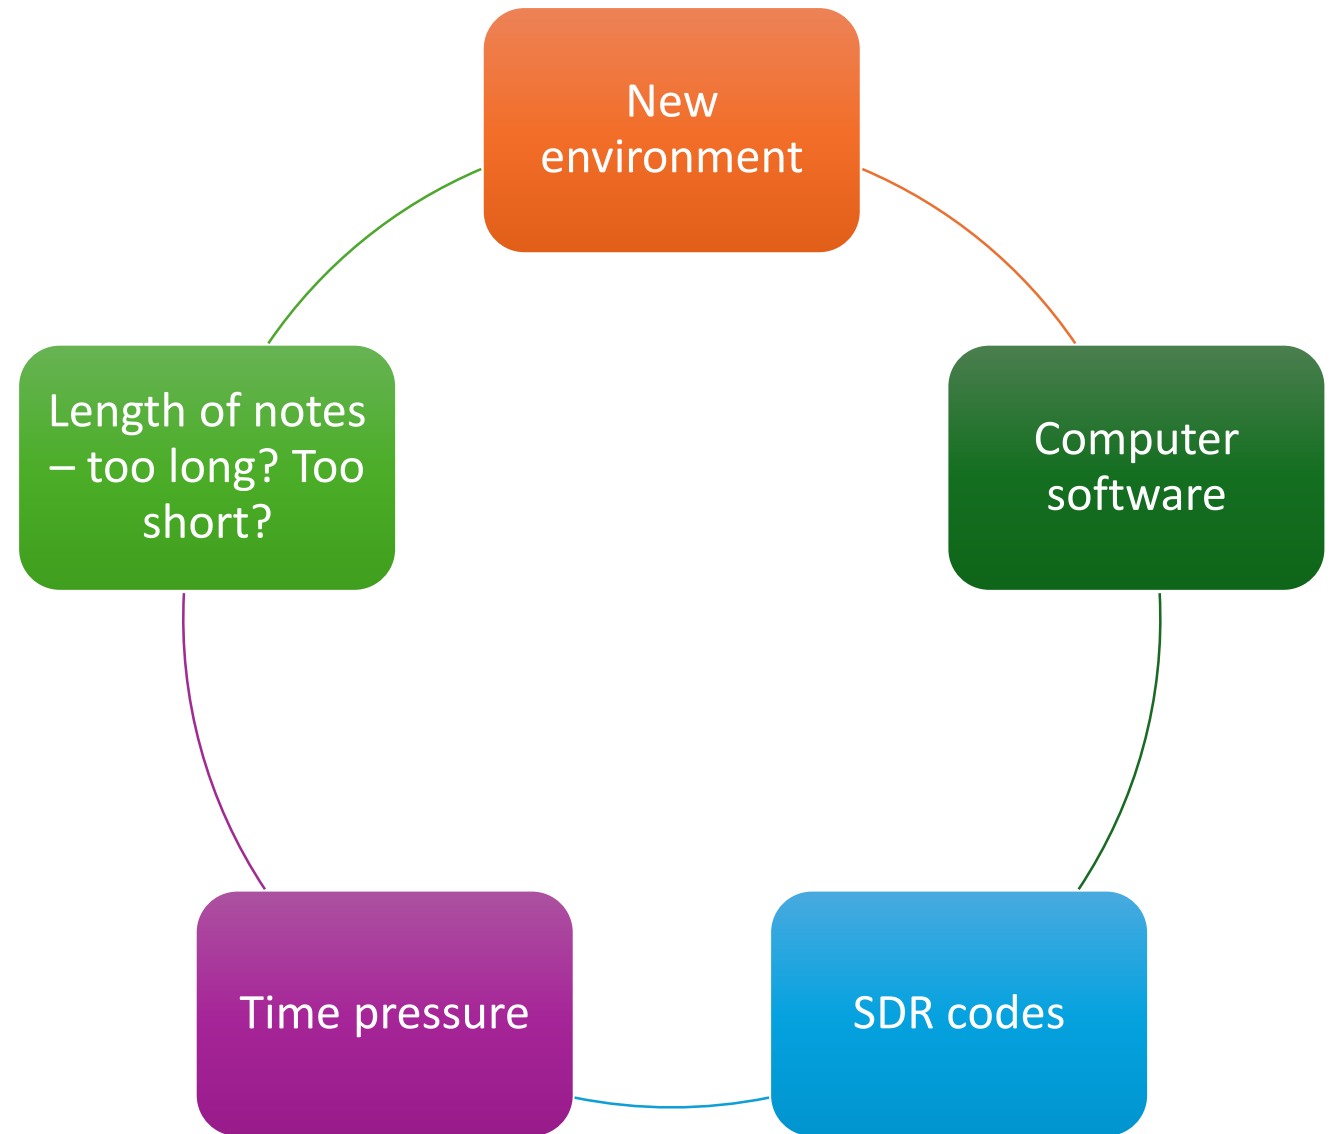 New
environment
Computer
software
SDR codes
Time pressure
Length of notes
– too long? Too
short?